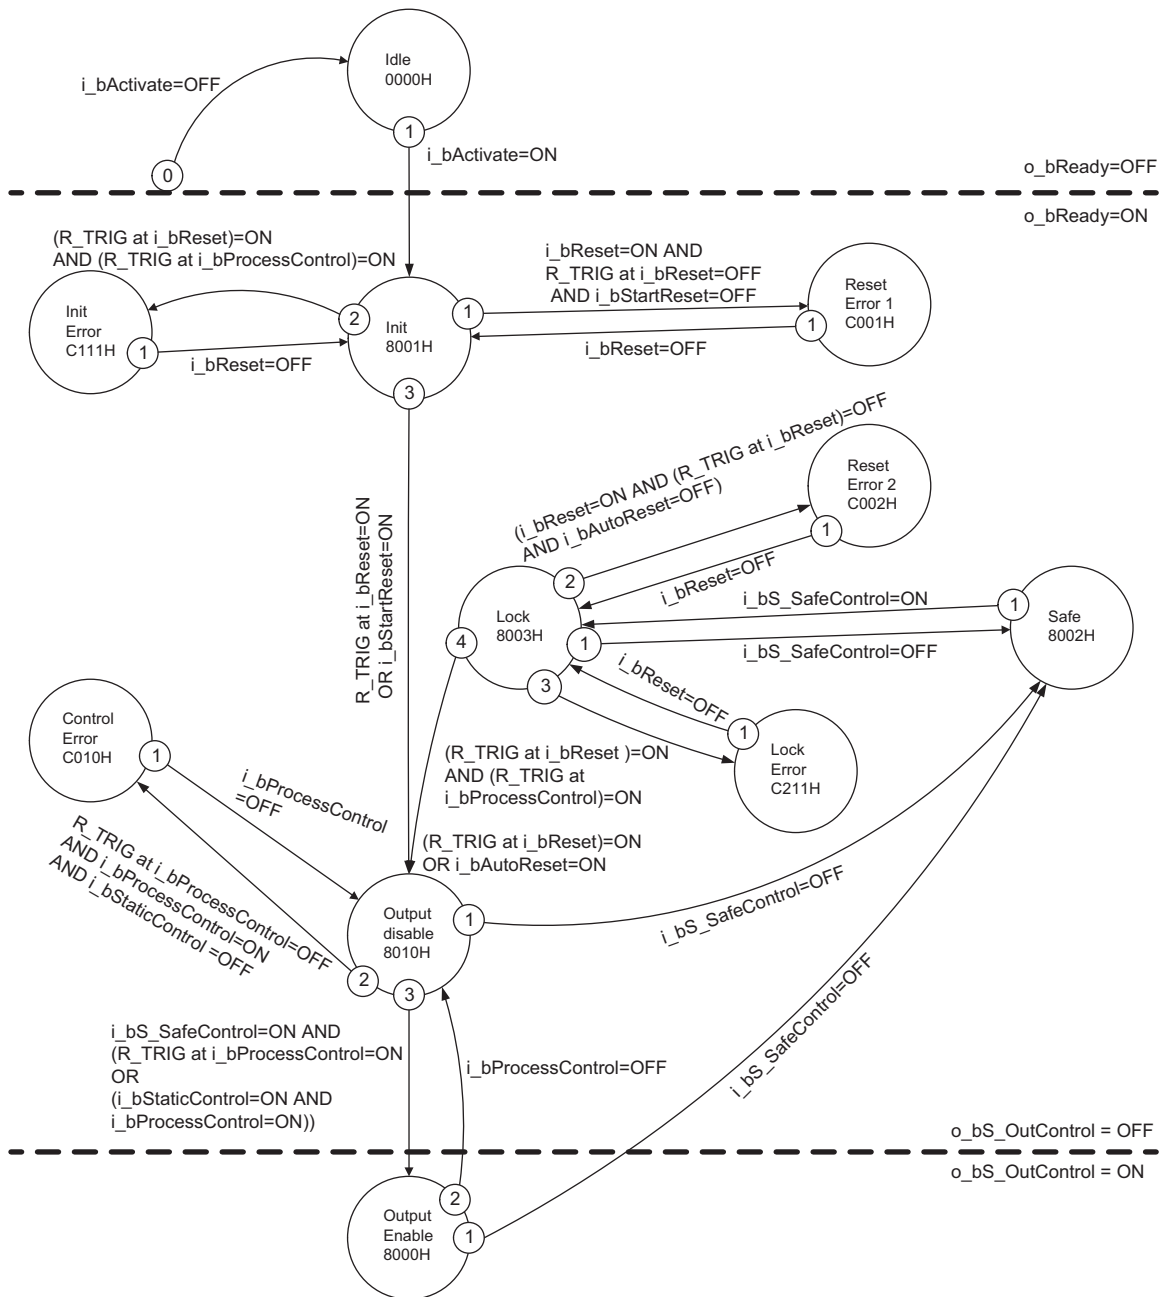 Idle
0000H
i_bActivate=OFF
1
i_bActivate=ON
0
o_bReady=OFF
o_bReady=ON
(R_TRIG at i_bReset)=ON
AND (R_TRIG at i_bProcessControl)=ON
i_bReset=ON AND
R_TRIG at i_bReset=OFF
AND i_bStartReset=OFF
Init
Error
C111H
1
i_bReset=OFF
2
Init
8001H
1
3
i_bReset=OFF
Reset
Error 1
C001H
1
(i_bReset=ON AND (R_TRIG at i_bReset)=OFF
AND i_bAutoReset=OFF)
Reset
Error 2
C002H
1
i_bReset=OFF
R_TRIG at i_bReset=ON
OR i_bStartReset=ON
Lock
8003H
2
1
3
4
i_bS_SafeControl=ON
i_bS_SafeControl=OFF
1
Safe
8002H
i_bReset=OFF
1
Lock
Error
C211H
(R_TRIG at i_bReset )=ON
AND (R_TRIG at
i_bProcessControl)=ON
Control
Error
C010H
1
i_bProcessControl
=OFF
(R_TRIG at i_bReset)=ON
OR i_bAutoReset=ON
R_TRIG at i_bProcessControl=OFF
AND i_bProcessControl=ON
AND i_bStaticControl =OFF
Output
disable
8010H
1
2
3
i_bS_SafeControl=OFF
i_bS_SafeControl=OFF
i_bS_SafeControl=ON AND
(R_TRIG at i_bProcessControl=ON
OR
(i_bStaticControl=ON AND
i_bProcessControl=ON))
i_bProcessControl=OFF
o_bS_OutControl = OFF
o_bS_OutControl = ON
Output
Enable
8000H
2
1